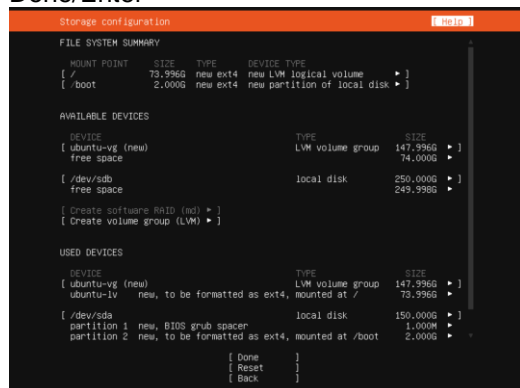 Done/Enter
Storage configuration [ Help ]
FILE SYSTEM SUMMARY
MOUNT POINT SIZE TYPE DEVICE TYPE
[ / 73.996G new ext4 new LVM logical volume ▸ ]
[ /boot 2.000G new ext4 new partition of local disk ▸ ]
AVAILABLE DEVICES
DEVICE TYPE SIZE
[ ubuntu-vg (new) LVM volume group 147.996G ▸ ]
free space 74.000G ▸
[ /dev/sdb local disk 250.000G ▸ ]
free space 249.998G ▸
[ Create software RAID (md) ▸ ]
[ Create volume group (LVM) ▸ ]
USED DEVICES
DEVICE TYPE SIZE
[ ubuntu-vg (new) LVM volume group 147.996G ▸ ]
ubuntu-lv new, to be formatted as ext4, mounted at / 73.996G ▸
[ /dev/sda local disk 150.000G ▸ ]
partition 1 new, BIOS grub spacer 1.000M ▸
partition 2 new, to be formatted as ext4, mounted at /boot 2.000G ▸
[ Done ]
[ Reset ]
[ Back ]